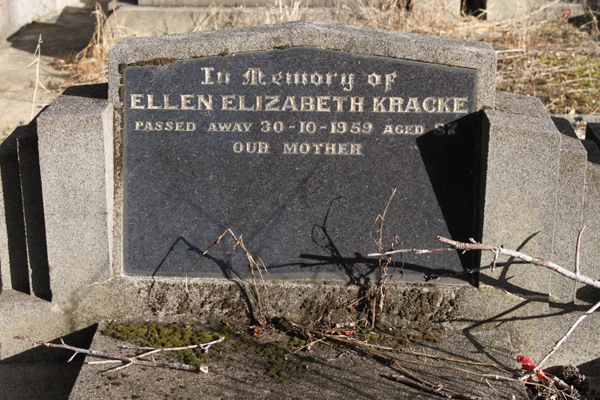 In Memory of
ELLEN ELIZABETH KRACKE
PASSED AWAY 30-10-1959 AGED
OUR MOTHER